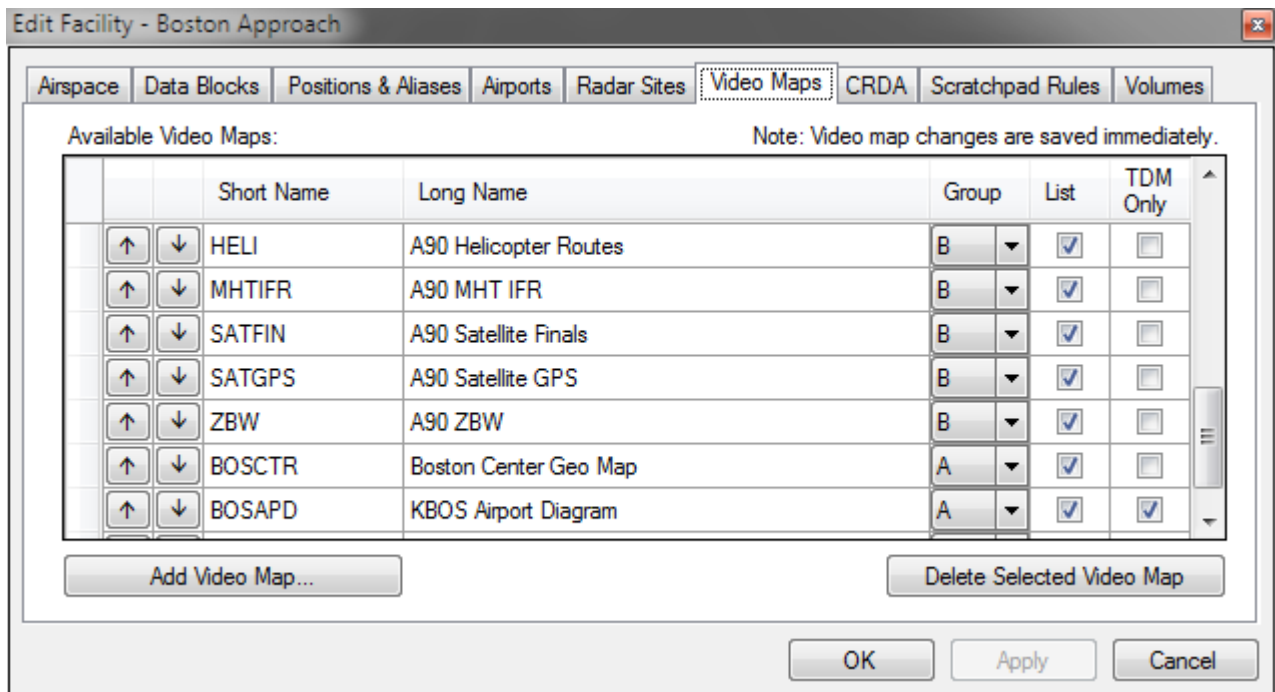 Edit Facility - Boston Approach
Airspace Data Blocks Positions & Aliases Airports Radar Sites Video Maps CRDA Scratchpad Rules Volumes
Available Video Maps: Note: Video map changes are saved immediately.
Short Name Long Name Group List TDM Only
HELI A90 Helicopter Routes B
MHTIFR A90 MHT IFR B
SATFIN A90 Satellite Finals B
SATGPS A90 Satellite GPS B
ZBW A90 ZBW B
BOSCTR Boston Center Geo Map A
BOSAPD KBOS Airport Diagram A
Add Video Map... Delete Selected Video Map
OK Apply Cancel